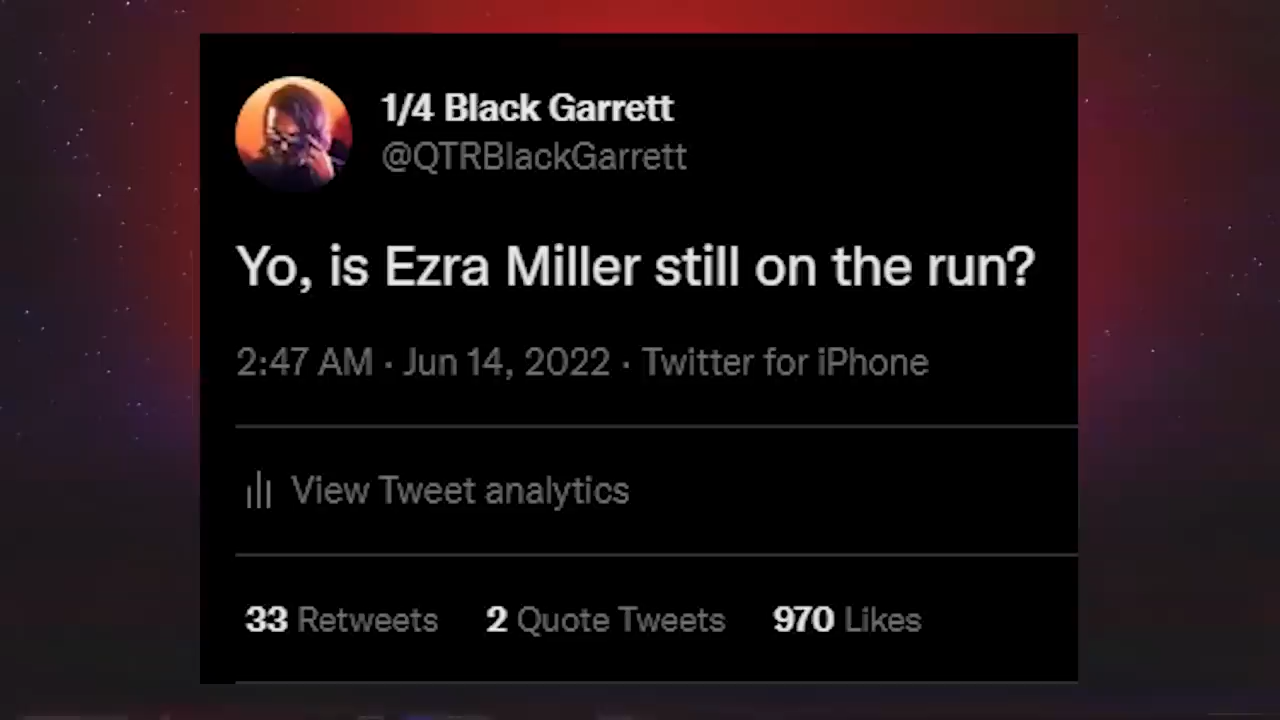 1/4 Black Garrett
@QTRBlackGarrett
Yo, is Ezra Miller still on the run?
2:47 AM · Jun 14, 2022 · Twitter for iPhone
View Tweet analytics
33 Retweets 2 Quote Tweets 970 Likes